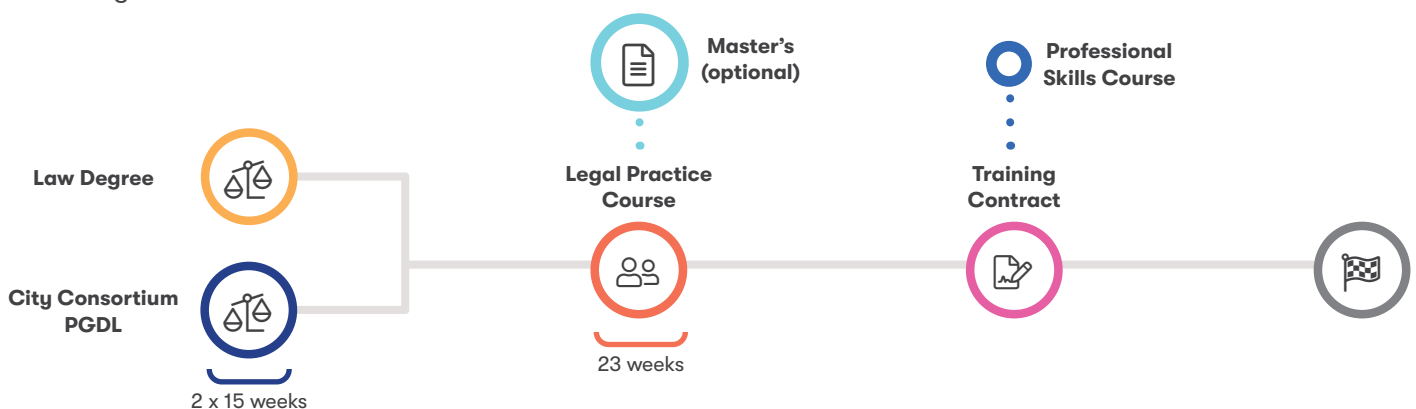 Master's
(optional)
Professional
Skills Course
Law Degree
Legal Practice
Course
Training
Contract
City Consortium
PGDL
23 weeks
2 x 15 weeks